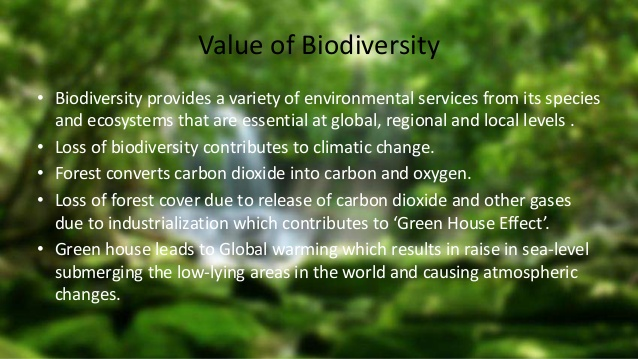 Value of Biodiversity
• Biodiversity provides a variety of environmental services from its species
and ecosystems that are essential at global, regional and local levels .
• Loss of biodiversity contributes to climatic change.
• Forest converts carbon dioxide into carbon and oxygen.
• Loss of forest cover due to release of carbon dioxide and other gases
due to industrialization which contributes to ‘Green House Effect’.
• Green house leads to Global warming which results in raise in sea-level
submerging the low-lying areas in the world and causing atmospheric
changes.